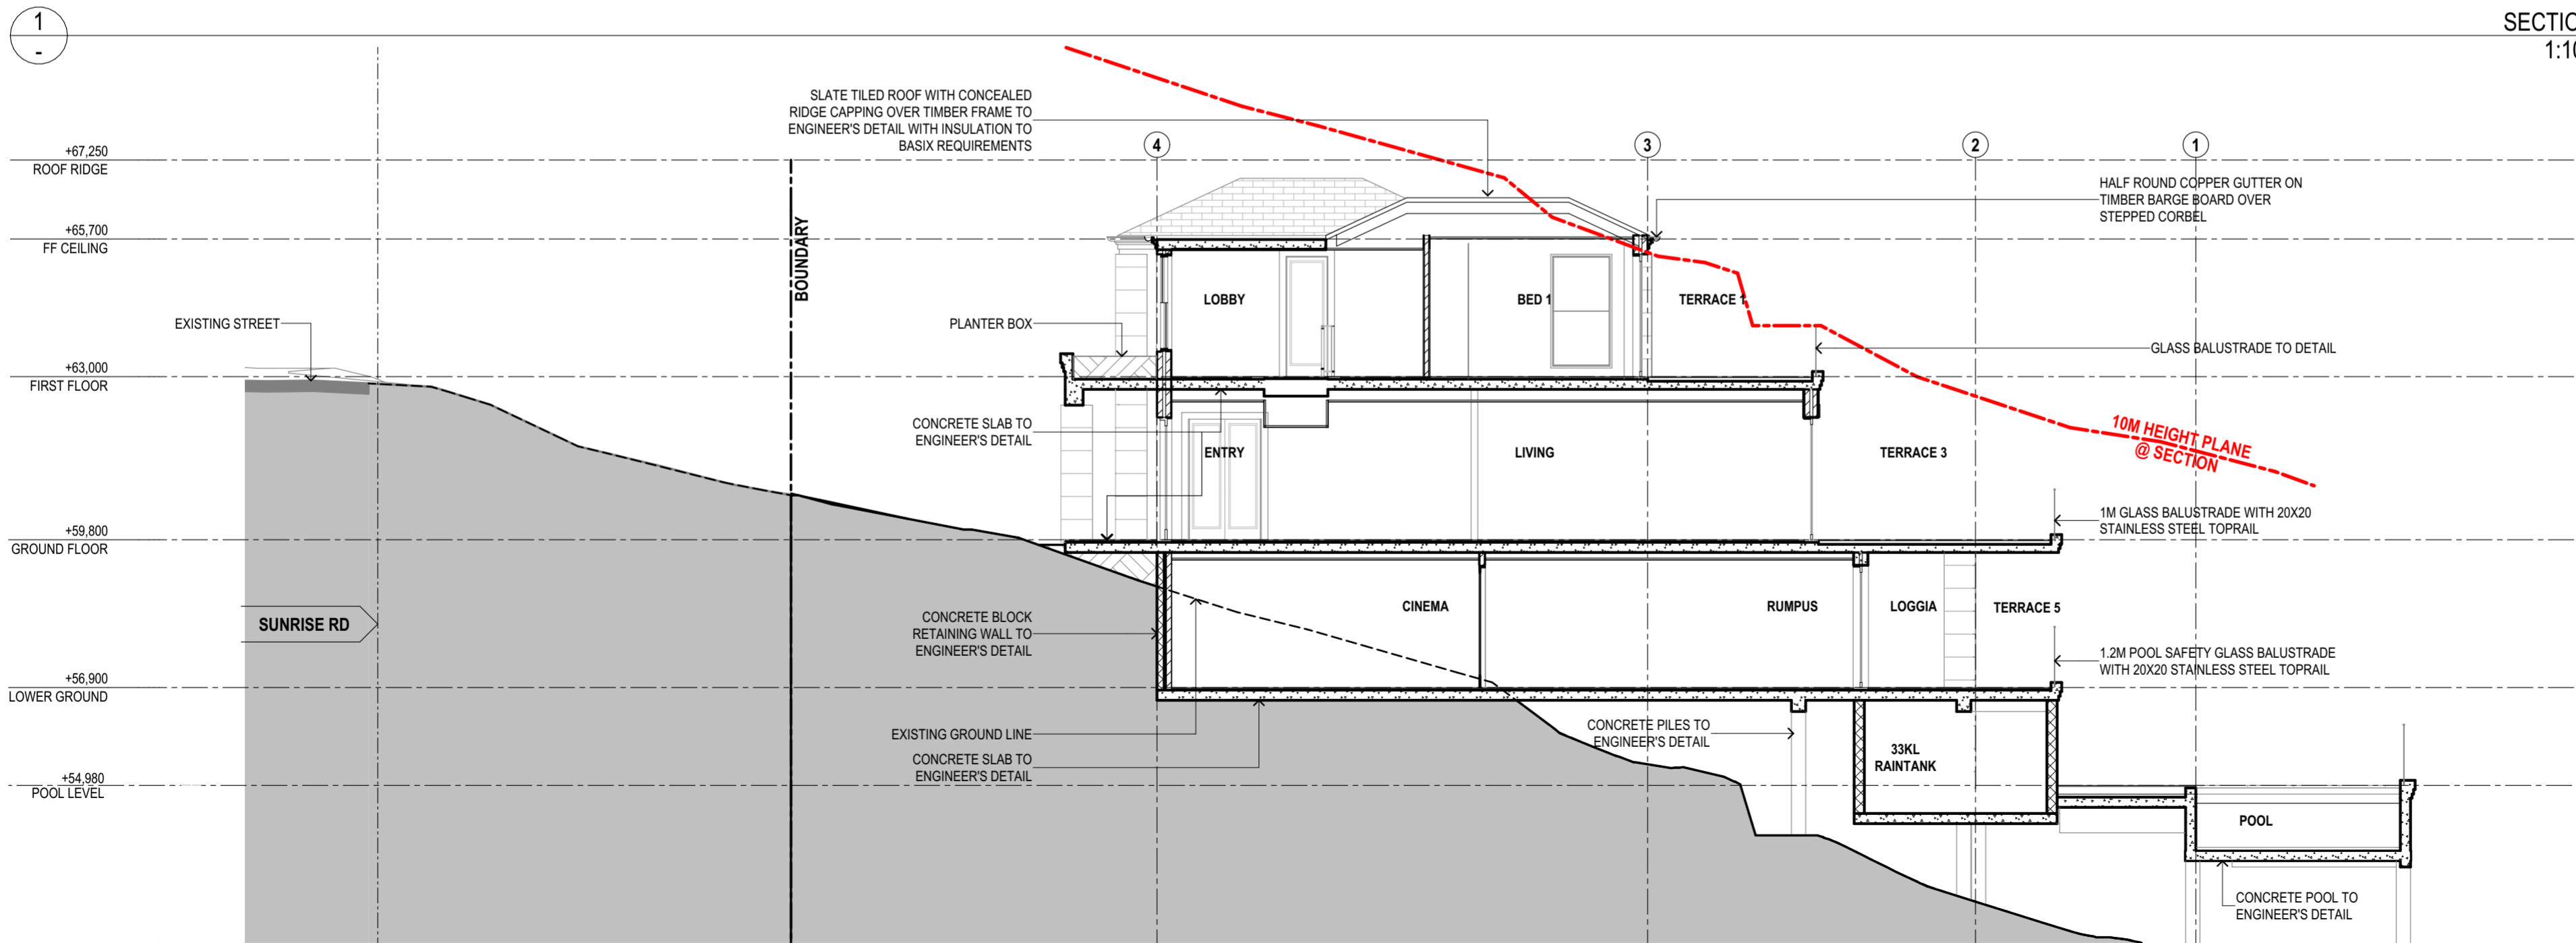 1
-
SECTIO
1:10
SLATE TILED ROOF WITH CONCEALED
RIDGE CAPPING OVER TIMBER FRAME TO
ENGINEER'S DETAIL WITH INSULATION TO
BASIX REQUIREMENTS
4
3
2
1
+67,250
ROOF RIDGE
HALF ROUND COPPER GUTTER ON
TIMBER BARGE BOARD OVER
STEPPED CORBEL
+65,700
FF CEILING
BOUNDARY
LOBBY
BED 1
TERRACE 1
EXISTING STREET
PLANTER BOX
GLASS BALUSTRADE TO DETAIL
+63,000
FIRST FLOOR
CONCRETE SLAB TO
ENGINEER'S DETAIL
ENTRY
LIVING
TERRACE 3
10M HEIGHT PLANE
@ SECTION
1M GLASS BALUSTRADE WITH 20X20
STAINLESS STEEL TOPRAIL
+59,800
GROUND FLOOR
SUNRISE RD
CONCRETE BLOCK
RETAINING WALL TO
ENGINEER'S DETAIL
CINEMA
RUMPUS
LOGGIA
TERRACE 5
1.2M POOL SAFETY GLASS BALUSTRADE
WITH 20X20 STAINLESS STEEL TOPRAIL
+56,900
LOWER GROUND
EXISTING GROUND LINE
CONCRETE SLAB TO
ENGINEER'S DETAIL
CONCRETE PILES TO
ENGINEER'S DETAIL
33KL
RAINTANK
+54,980
POOL LEVEL
POOL
CONCRETE POOL TO
ENGINEER'S DETAIL